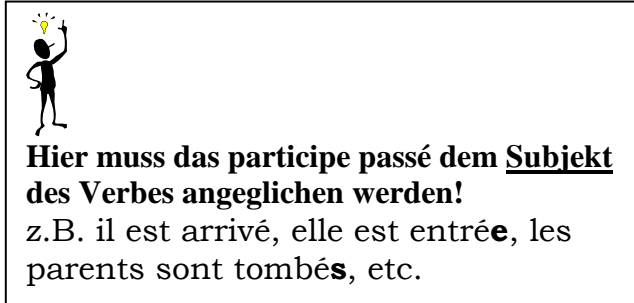 Hier muss das participe passé dem Subjekt
des Verbes angeglichen werden!
z.B. il est arrivé, elle est entrée, les
parents sont tombés, etc.